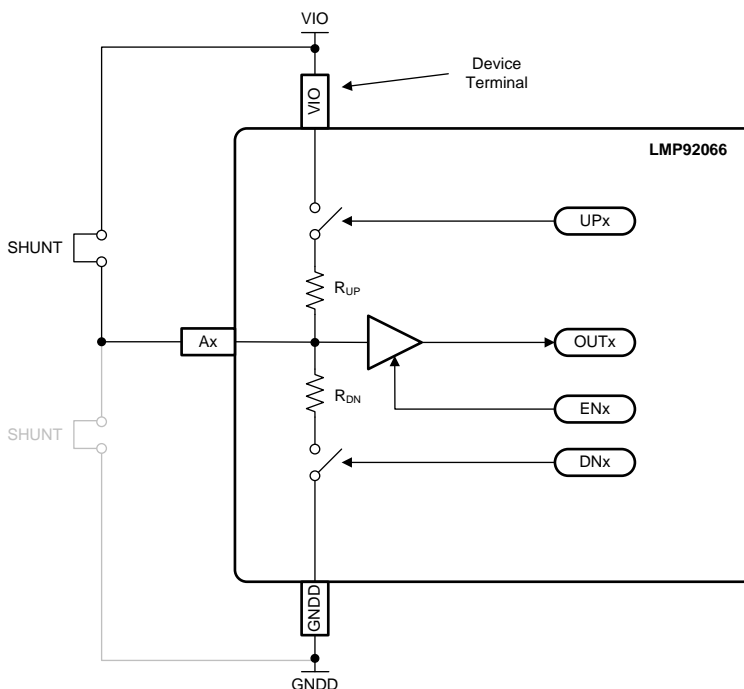 VIO
Device
Terminal
VIO
LMP92066
UPx
SHUNT
RUP
Ax
OUTx
RDN
ENx
SHUNT
DNx
GNDD
GNDD